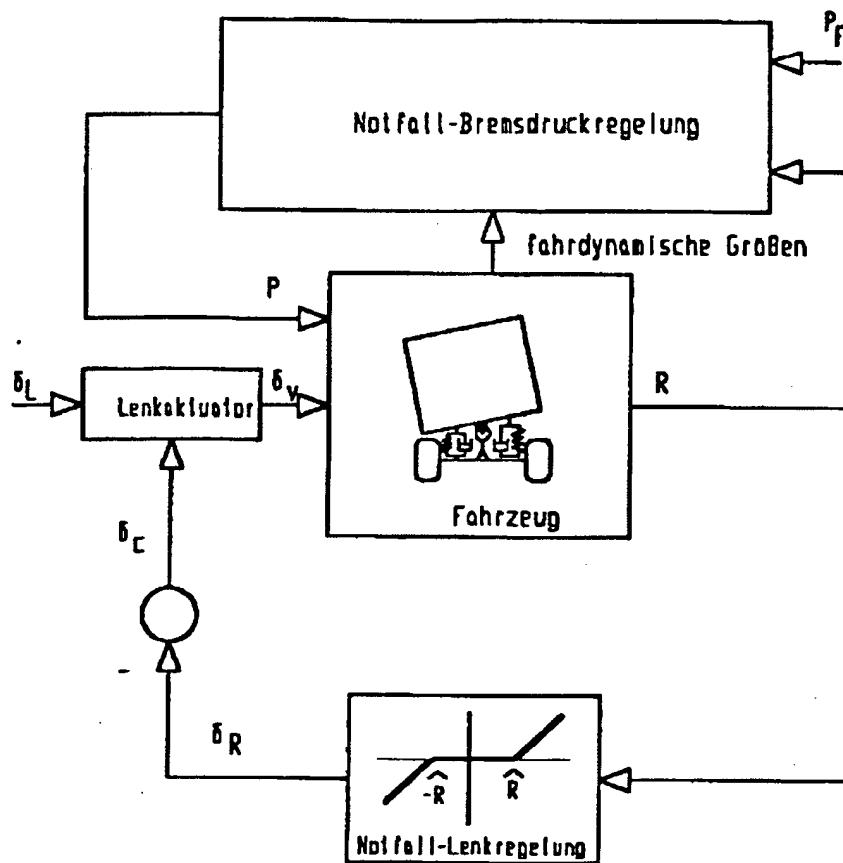 P_F
Notfall-Bremsdruckregelung
fahrdynamische Größen
P
δ_L
Lenkaktuator
δ_v
R
Fahrzeug
δ_C
-
δ_R
-R̂
R̂
Notfall-Lenkregelung